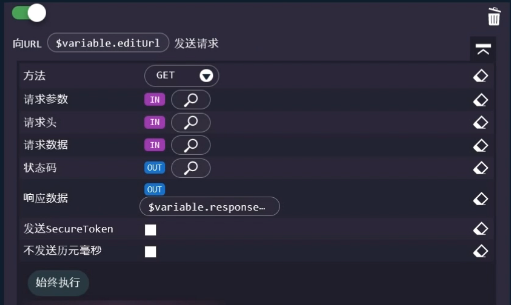 向URL $variable.editUrl 发送请求
方法 GET
请求参数 IN
请求头 IN
请求数据 IN
状态码 OUT
响应数据 OUT
$variable.response…
发送SecureToken
不发送历元毫秒
始终执行